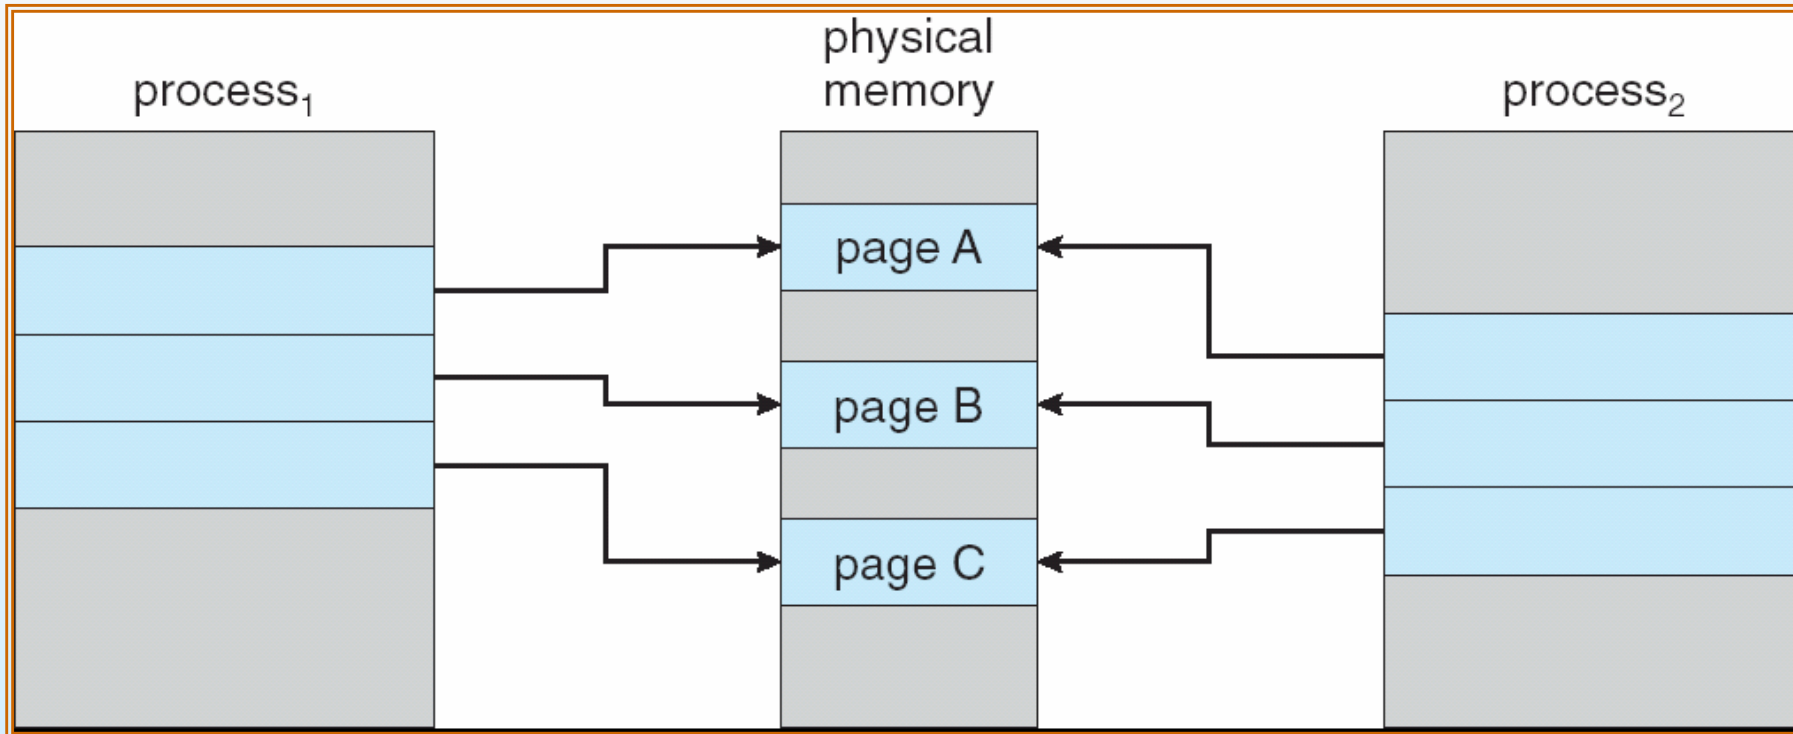 process₁
physical
memory
process₂
page A
page B
page C